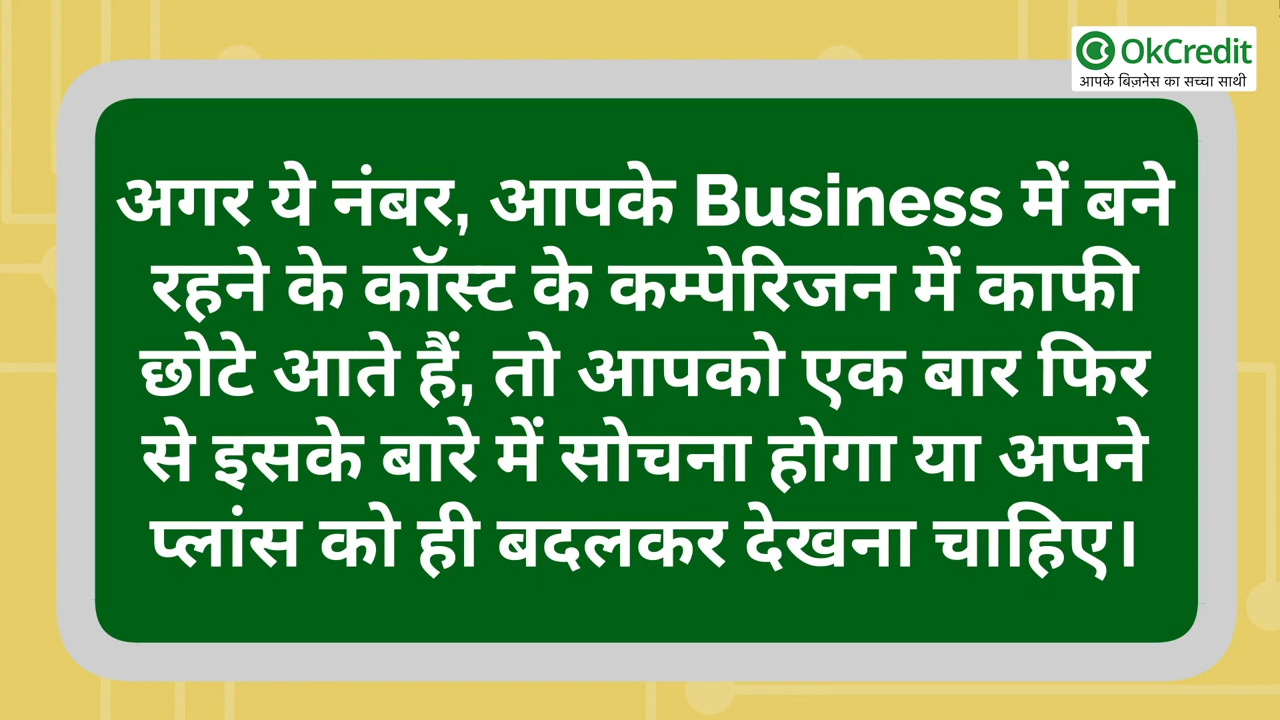 OkCredit
आपके बिज़नेस का सच्चा साथी
अगर ये नंबर, आपके Business में बने
रहने के कॉस्ट के कम्पेरिजन में काफी
छोटे आते हैं, तो आपको एक बार फिर
से इसके बारे में सोचना होगा या अपने
प्लांस को ही बदलकर देखना चाहिए।